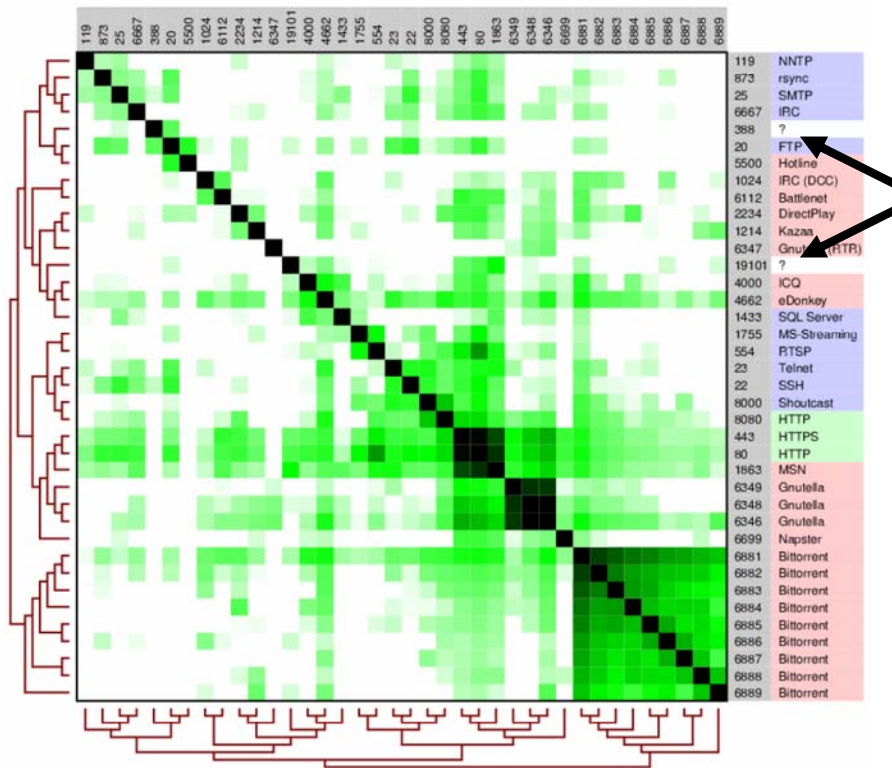 119 873 25 6667 388 20 5500 1024 6112 2234 1214 6347 19101 4000 4662 1433 1755 554 23 22 8000 8080 443 80 1863 6349 6348 6346 6699 6881 6882 6883 6884 6885 6886 6887 6888 6889
119 NNTP
873 rsync
25 SMTP
6667 IRC
388 ?
20 FTP
5500 Hotline
1024 IRC (DCC)
6112 Battlenet
2234 DirectPlay
1214 Kazaa
6347 (RTR)
19101 ?
4000 ICQ
4662 eDonkey
1433 SQL Server
1755 MS-Streaming
554 RTSP
23 Telnet
22 SSH
8000 Shoutcast
8080 HTTP
443 HTTPS
80 HTTP
1863 MSN
6349 Gnutella
6348 Gnutella
6346 Gnutella
6699 Napster
6881 Bittorrent
6882 Bittorrent
6883 Bittorrent
6884 Bittorrent
6885 Bittorrent
6886 Bittorrent
6887 Bittorrent
6888 Bittorrent
6889 Bittorrent